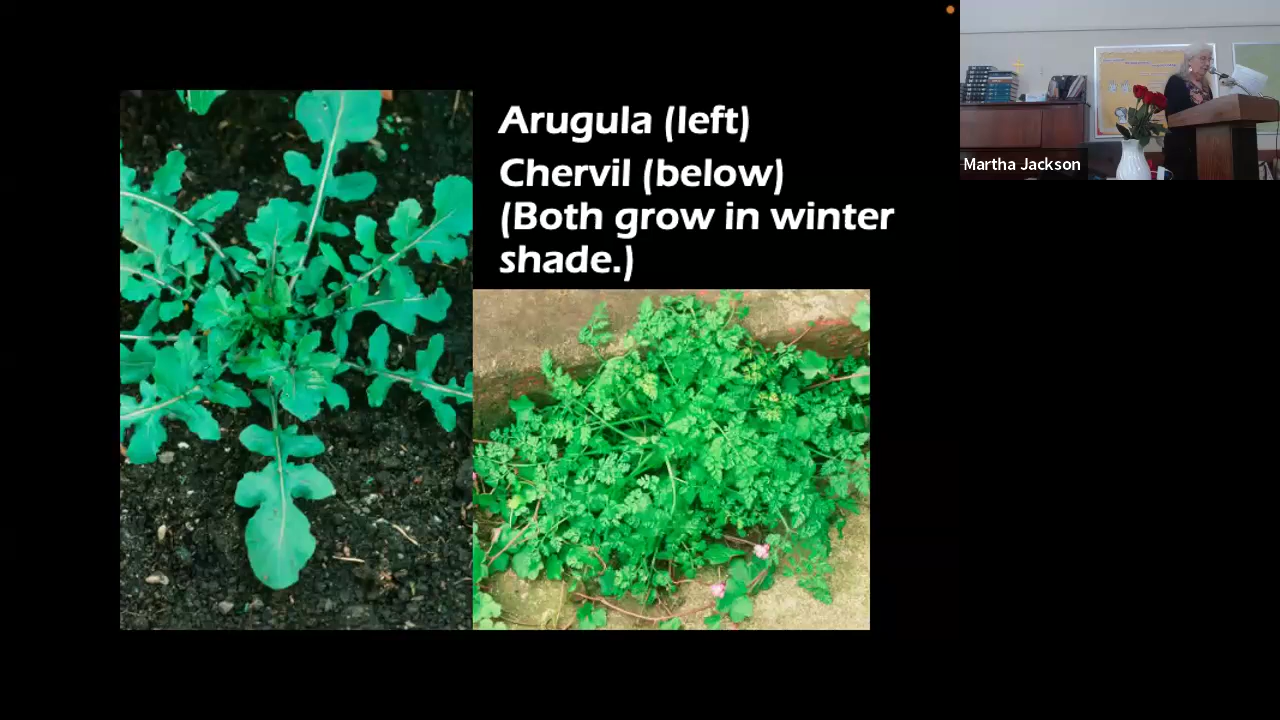 Arugula (left)
Chervil (below)
(Both grow in winter
shade.)
Martha Jackson